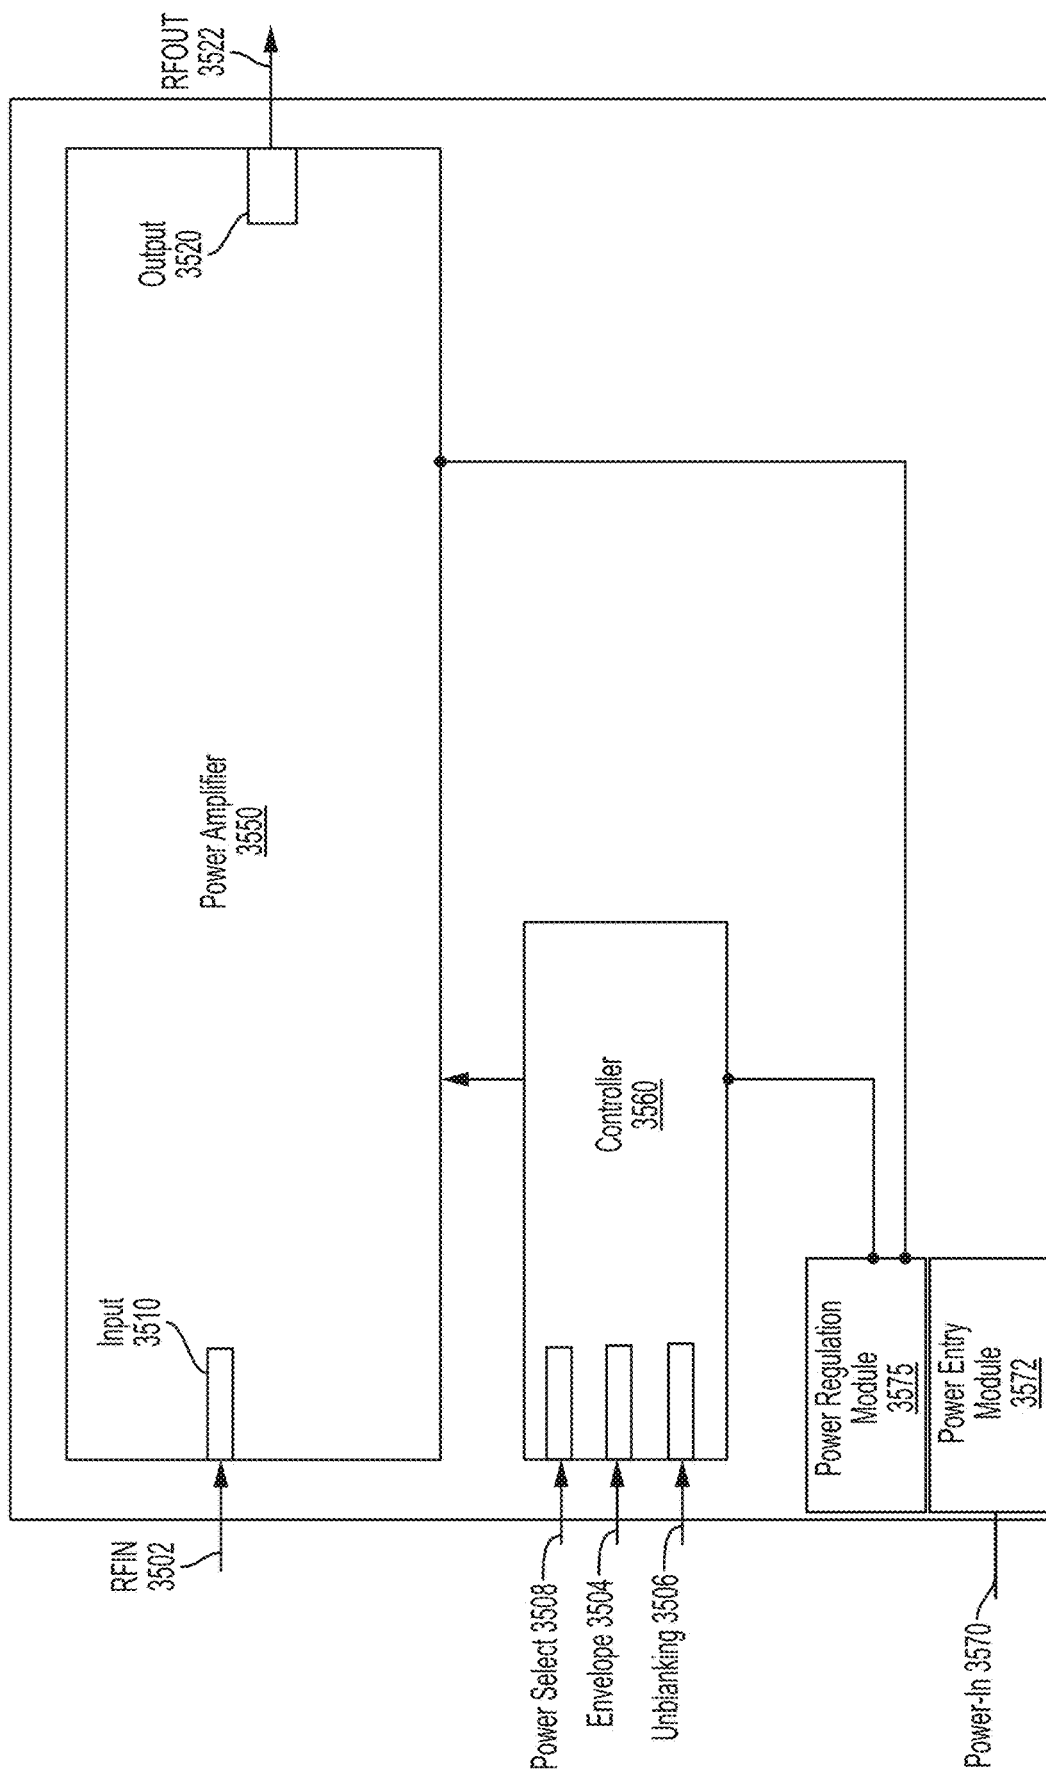 RFOUT
3522
Output
3520
Power Amplifier
3550
Input
3510
RFIN
3502
Controller
3560
Power Select 3508
Envelope 3504
Unblanking 3506
Power Regulation
Module
3575
Power Entry
Module
3572
Power-In 3570